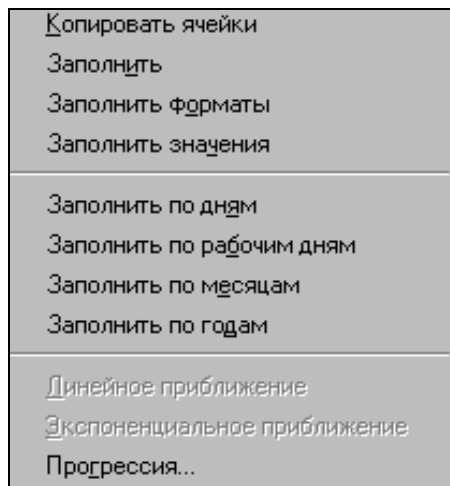 Копировать ячейки
Заполнить
Заполнить форматы
Заполнить значения
Заполнить по дням
Заполнить по рабочим дням
Заполнить по месяцам
Заполнить по годам
Линейное приближение
Экспоненциальное приближение
Прогрессия...